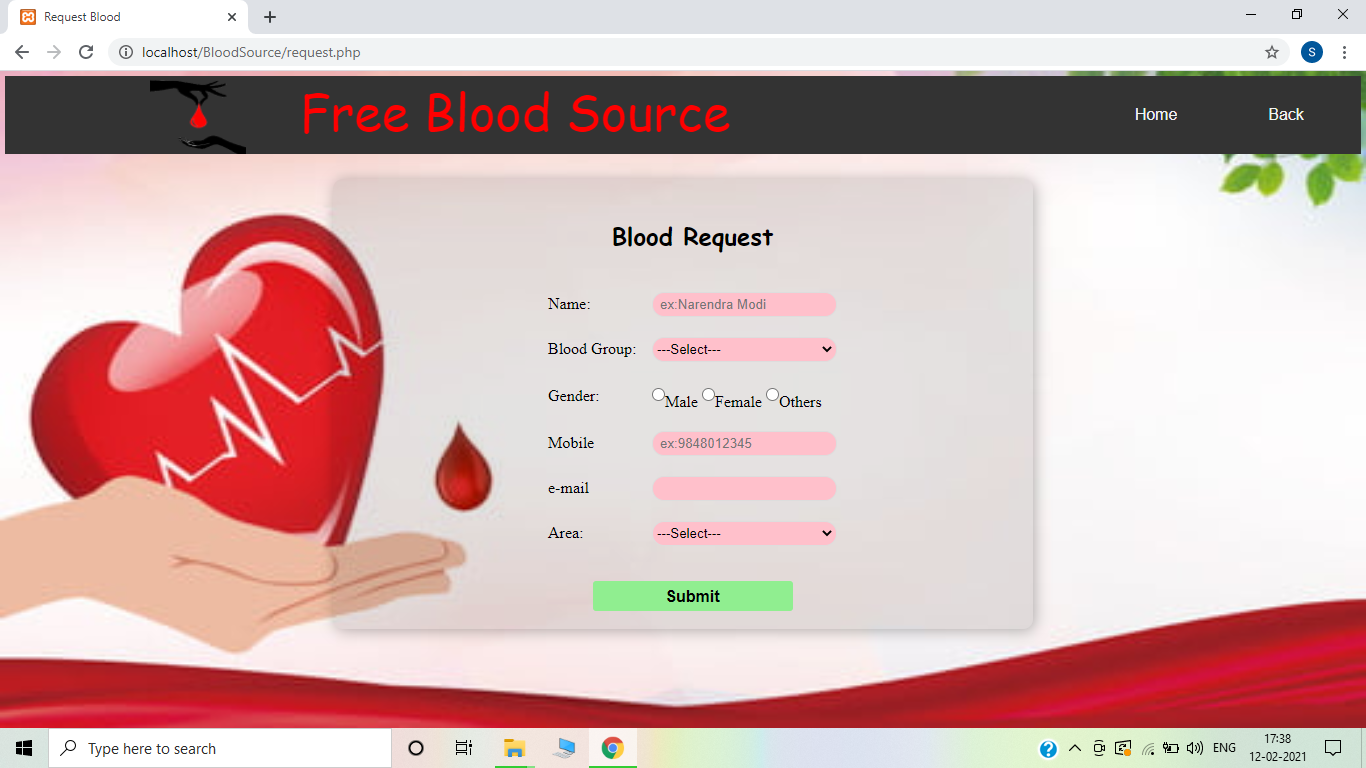 Request Blood
localhost/BloodSource/request.php
S
Free Blood Source
Home
Back
Blood Request
Name: ex:Narendra Modi
Blood Group: ---Select---
Gender: Male Female Others
Mobile ex:9848012345
e-mail
Area: ---Select---
Submit
Type here to search
ENG
17:38
12-02-2021